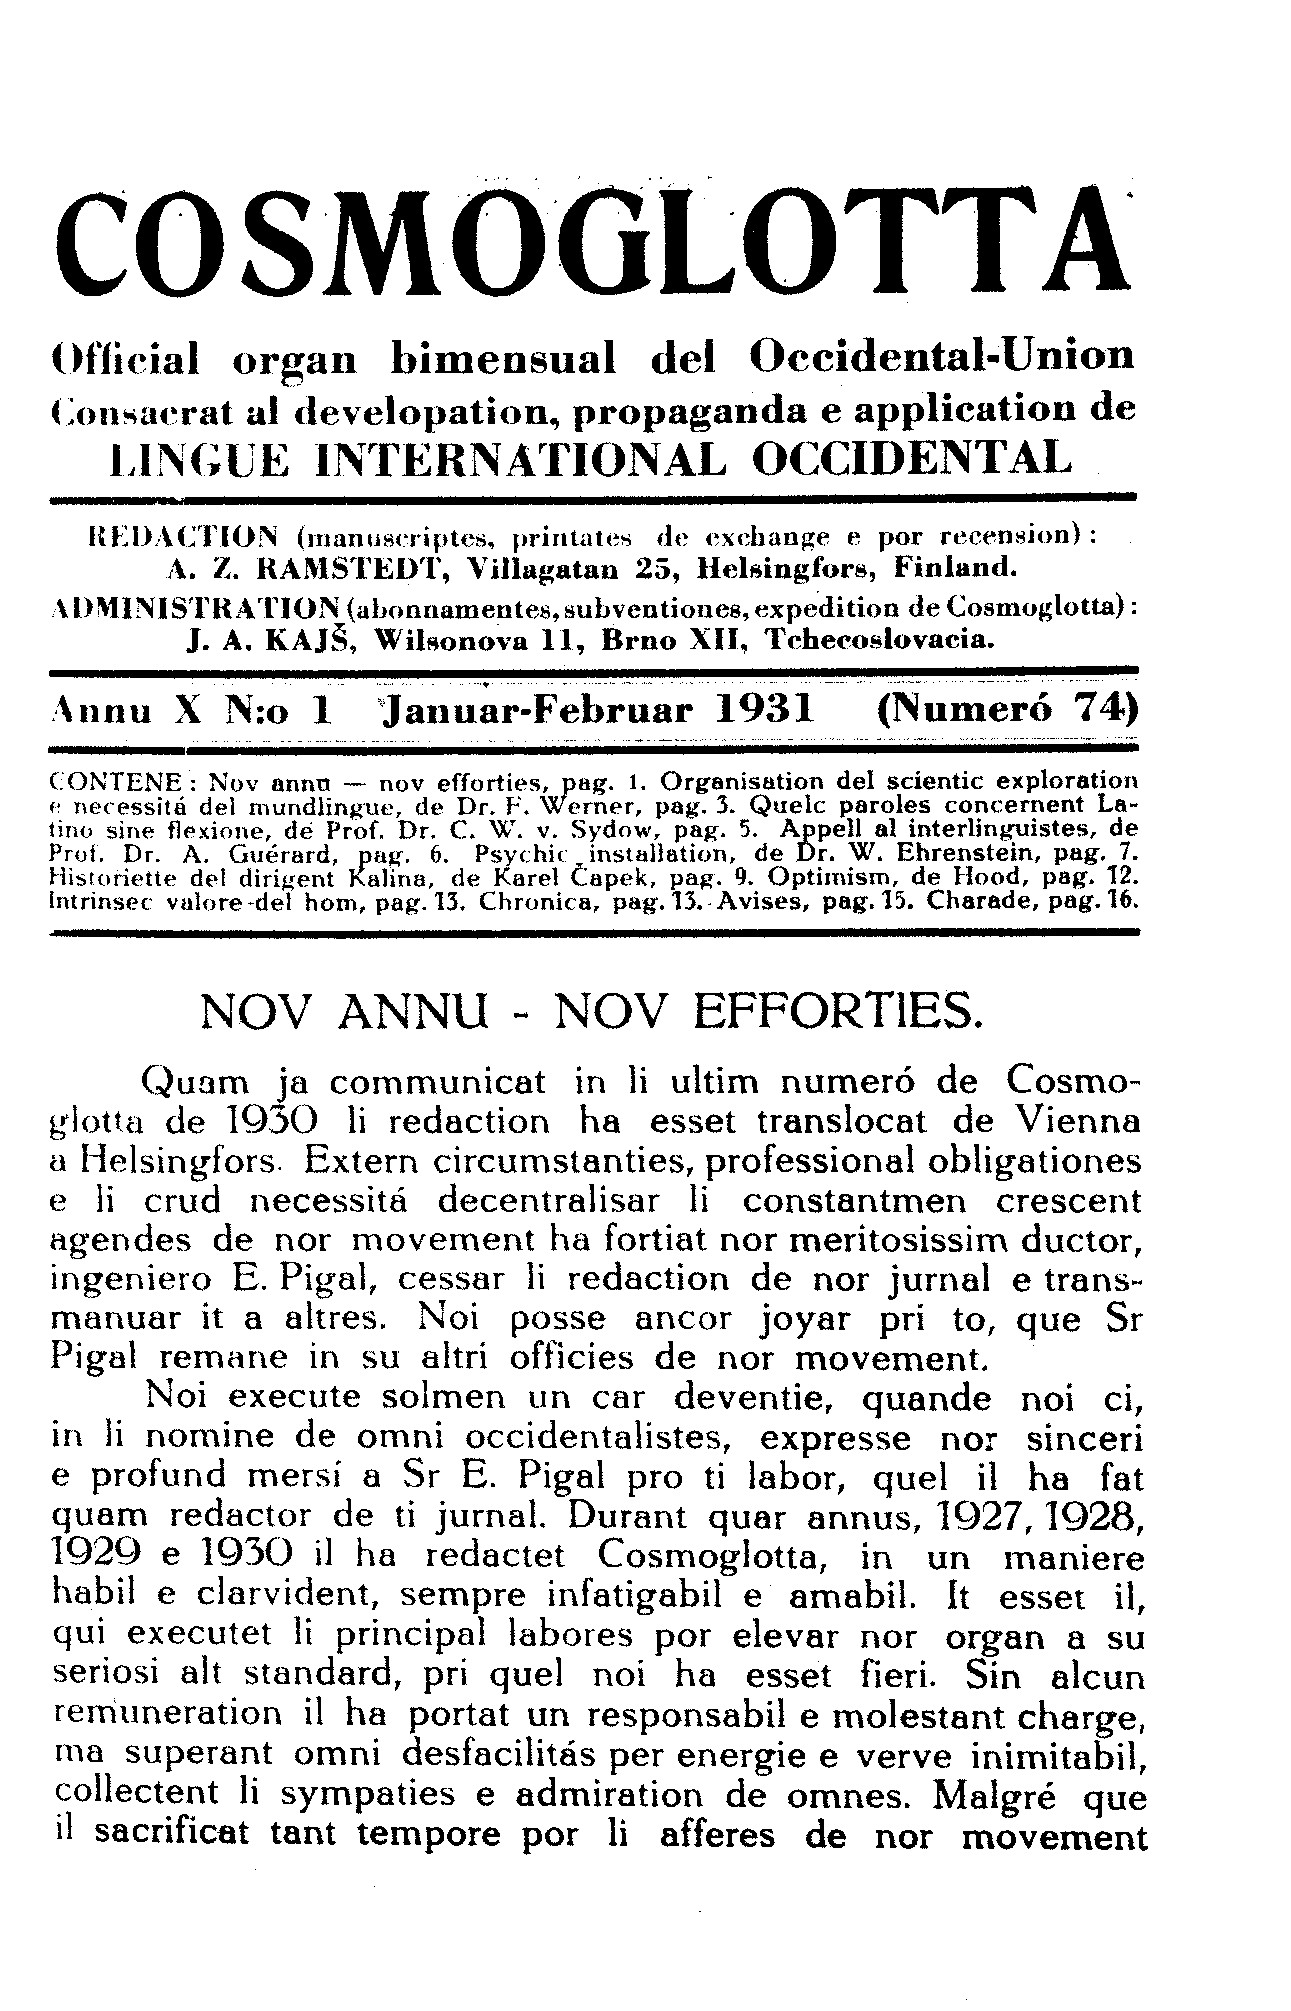 COSMOGLOTTA
Official organ bimensual del Occidental-Union
Consacrat al developation, propaganda e application de
LINGUE INTERNATIONAL OCCIDENTAL
REDACTION (manuscriptes, printates de exchange e por recension):
A. Z. RAMSTEDT, Villagatan 25, Helsingfors, Finland.
ADMINISTRATION (abonnamentes, subventiones, expedition de Cosmoglotta):
J. A. KAJŠ, Wilsonova 11, Brno XII, Tchecoslovacia.
Annu X N:o 1 Januar-Februar 1931 (Numeró 74)
CONTENE: Nov annu — nov efforties, pag. 1. Organisation del scientic exploration
e necessitá del mundlingue, de Dr. F. Werner, pag. 3. Quelc paroles concernent La-
tino sine flexione, de Prof. Dr. C. W. v. Sydow, pag. 5. Appell al interlinguistes, de
Prof. Dr. A. Guérard, pag. 6. Psychic installation, de Dr. W. Ehrenstein, pag. 7.
Historiette del dirigent Kalina, de Karel Čapek, pag. 9. Optimism, de Hood, pag. 12.
Intrinsec valore del hom, pag. 13. Chronica, pag. 13. Avises, pag. 15. Charade, pag. 16.
NOV ANNU - NOV EFFORTIES.
Quam ja communicat in li ultim numeró de Cosmo-
glotta de 1930 li redaction ha esset translocat de Vienna
a Helsingfors. Extern circumstanties, professional obligationes
e li crud necessitá decentralisar li constantmen crescent
agendes de nor movement ha fortiat nor meritosissim ductor,
ingeniero E. Pigal, cessar li redaction de nor jurnal e trans-
manuar it a altres. Noi posse ancor joyar pri to, que Sr
Pigal remane in su altri officies de nor movement.
Noi execute solmen un car deventie, quande noi ci,
in li nomine de omni occidentalistes, expresse nor sinceri
e profund mersí a Sr E. Pigal pro ti labor, quel il ha fat
quam redactor de ti jurnal. Durant quar annus, 1927, 1928,
1929 e 1930 il ha redactet Cosmoglotta, in un maniere
habil e clarvident, sempre infatigabil e amabil. It esset il,
qui executet li principal labores por elevar nor organ a su
seriosi alt standard, pri quel noi ha esset fieri. Sin alcun
remuneration il ha portat un responsabil e molestant charge,
ma superant omni desfacilitás per energie e verve inimitabil,
collectent li sympaties e admiration de omnes. Malgré que
il sacrificat tant tempore por li afferes de nor movement